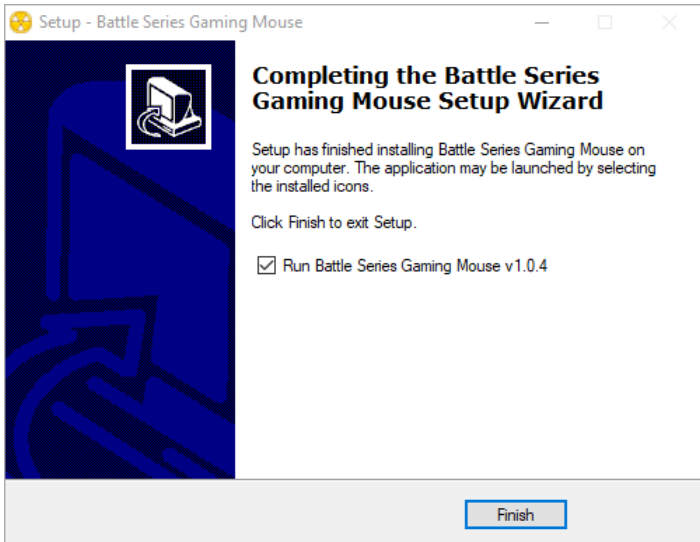 Setup - Battle Series Gaming Mouse
Completing the Battle Series
Gaming Mouse Setup Wizard
Setup has finished installing Battle Series Gaming Mouse on
your computer. The application may be launched by selecting
the installed icons.
Click Finish to exit Setup.
Run Battle Series Gaming Mouse v1.0.4
Finish